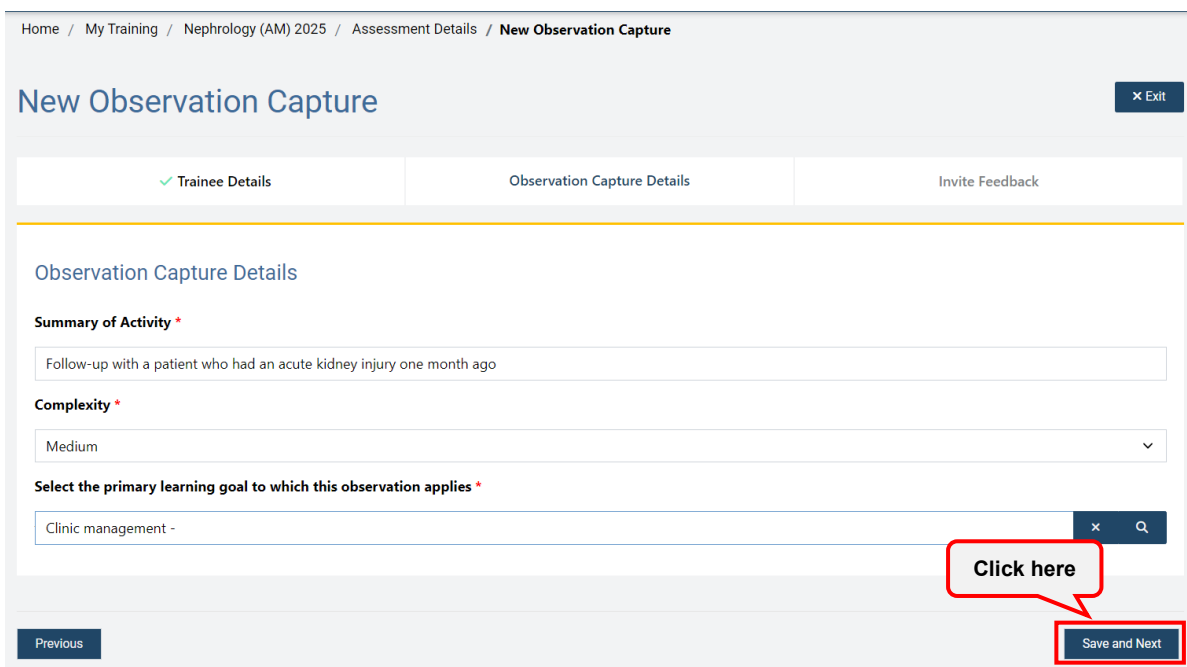 Home / My Training / Nephrology (AM) 2025 / Assessment Details / New Observation Capture
New Observation Capture
× Exit
Trainee Details
Observation Capture Details
Invite Feedback
Observation Capture Details
Summary of Activity *
Follow-up with a patient who had an acute kidney injury one month ago
Complexity *
Medium
Select the primary learning goal to which this observation applies *
Clinic management -
Click here
Previous
Save and Next